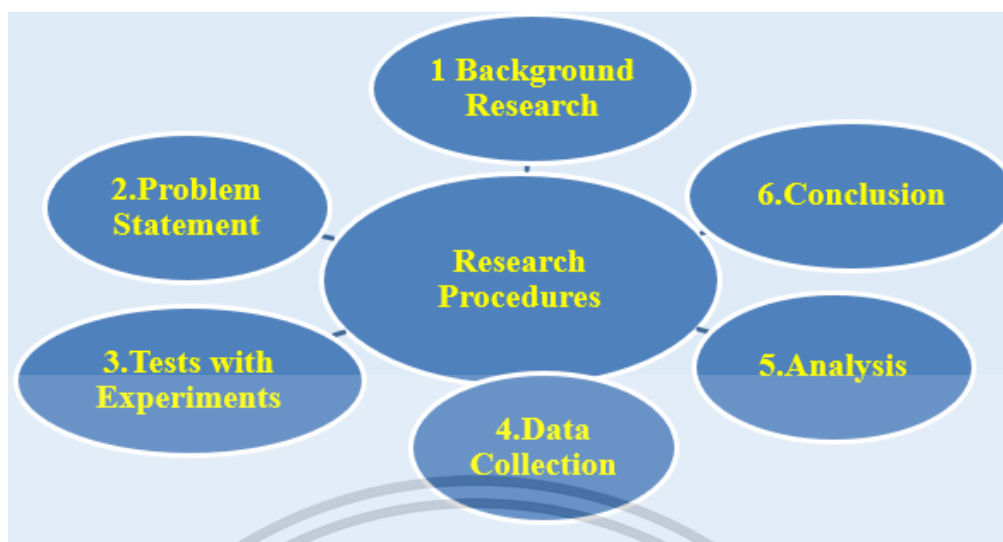 1 Background
Research
2.Problem
Statement
3.Tests with
Experiments
4.Data
Collection
5.Analysis
6.Conclusion
Research
Procedures